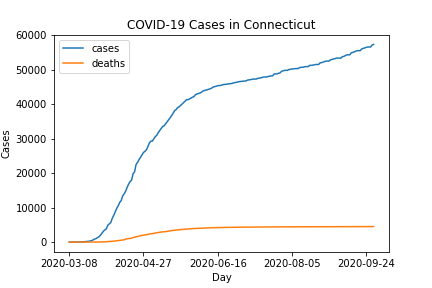 COVID-19 Cases in Connecticut
cases
deaths
60000
50000
40000
30000
20000
10000
0
Cases
2020-03-08 2020-04-27 2020-06-16 2020-08-05 2020-09-24
Day